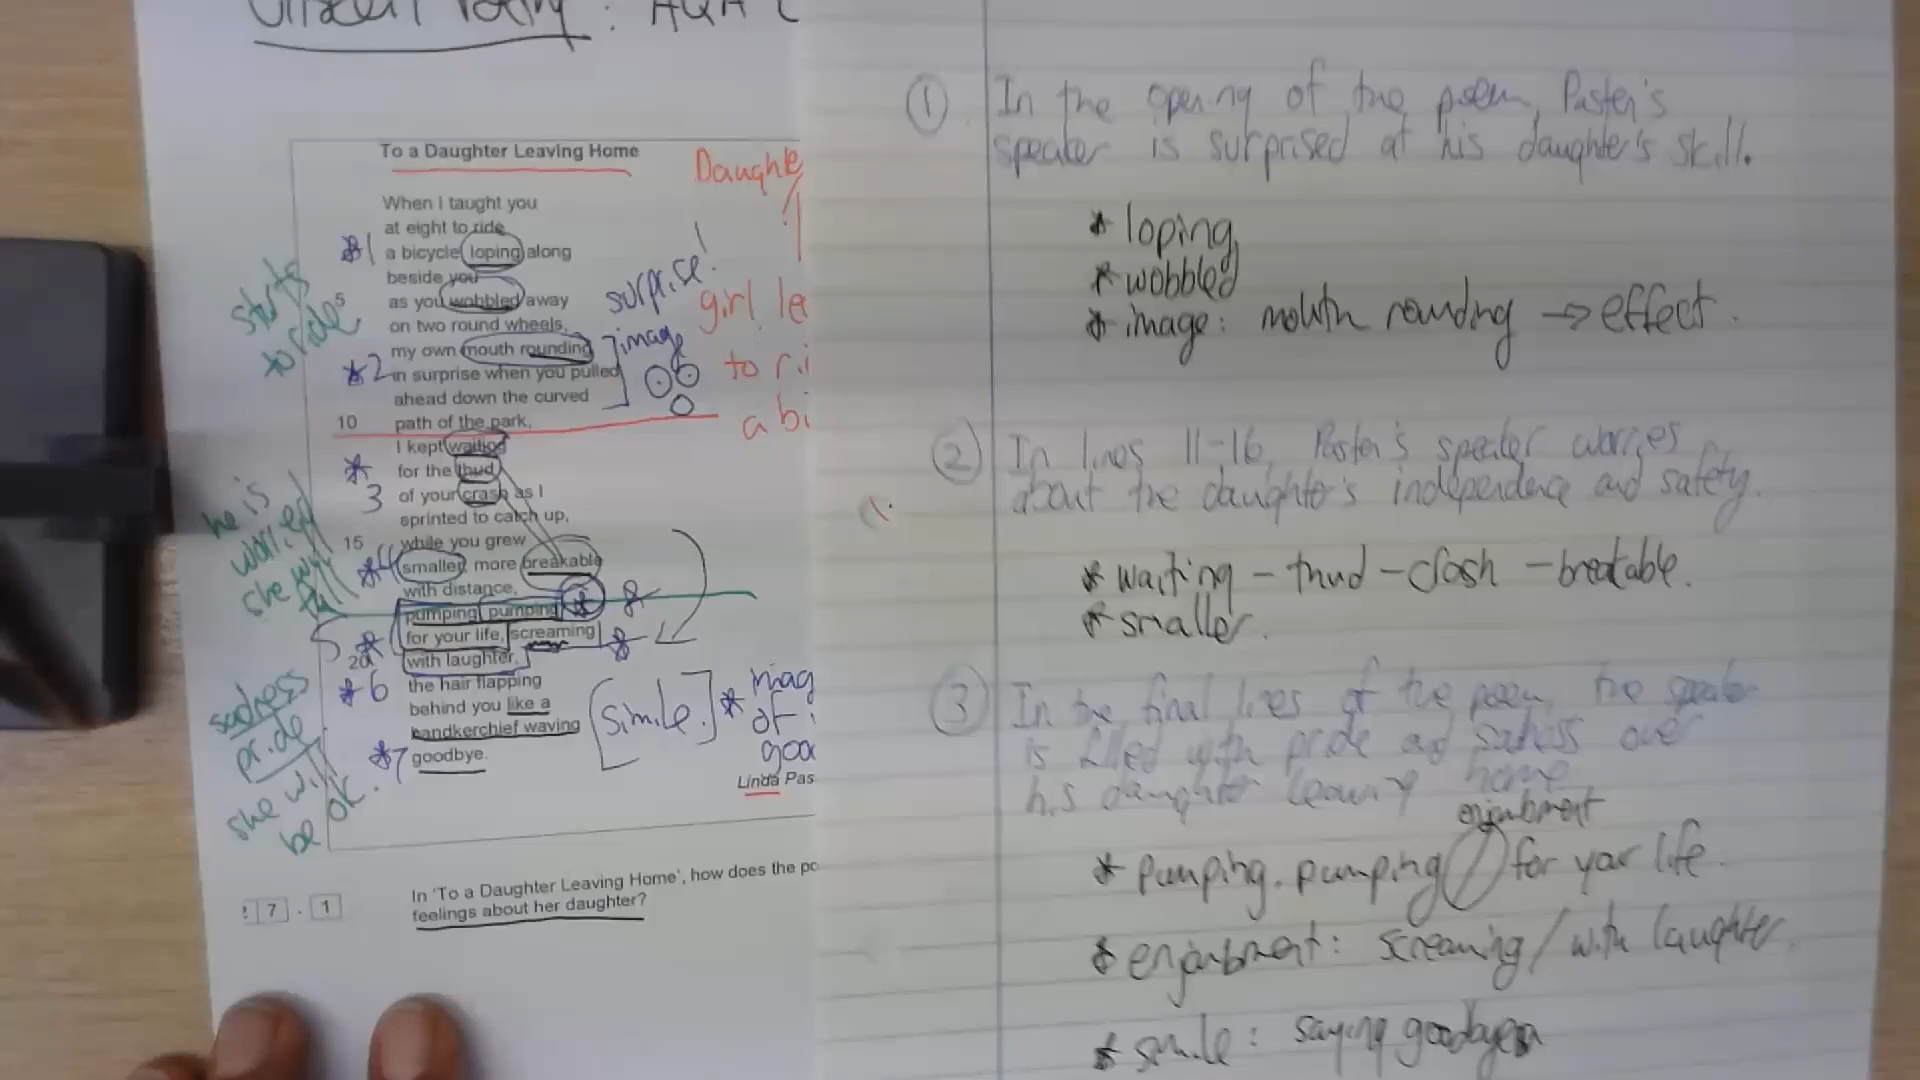 Unseen Poetry: AQA
To a Daughter Leaving Home
When I taught you
at eight to ride
a bicycle, loping along
beside you
5 as you wobbled away
on two round wheels,
my own mouth rounding
in surprise when you pulled
ahead down the curved
10 path of the park,
I kept waiting
for the thud
of your crash as I
sprinted to catch up,
15 while you grew
smaller, more breakable
with distance,
pumping, pumping
for your life, screaming
20 with laughter,
the hair flapping
behind you like a
handkerchief waving
goodbye.
Linda Pas
7 . 1
In 'To a Daughter Leaving Home', how does the po
feelings about her daughter?
*1
*2
*
3
*4
5 *
*6
*7
starts
to ride
he is
worried
she will
fall
sadness
pride
she will
be ok.
surprise!
image
[simile.] *
of
goo
Daughte
girl le
to ri
a bi
① In the opening of the poem, Paster's
speaker is surprised at his daughter's skill.
* loping
* wobbled
* image: mouth rounding → effect.
② In lines 11-16, Paster's speaker worries
about the daughter's independence and safety.
* waiting - thud - crash - breakable.
* smaller.
③ In the final lines of the poem, the speaker
is filled with pride and sadness over
his daughter leaving home
enjambment
* pumping, pumping / for your life.
* enjambment: screaming / with laughter.
* simile: saying goodbye